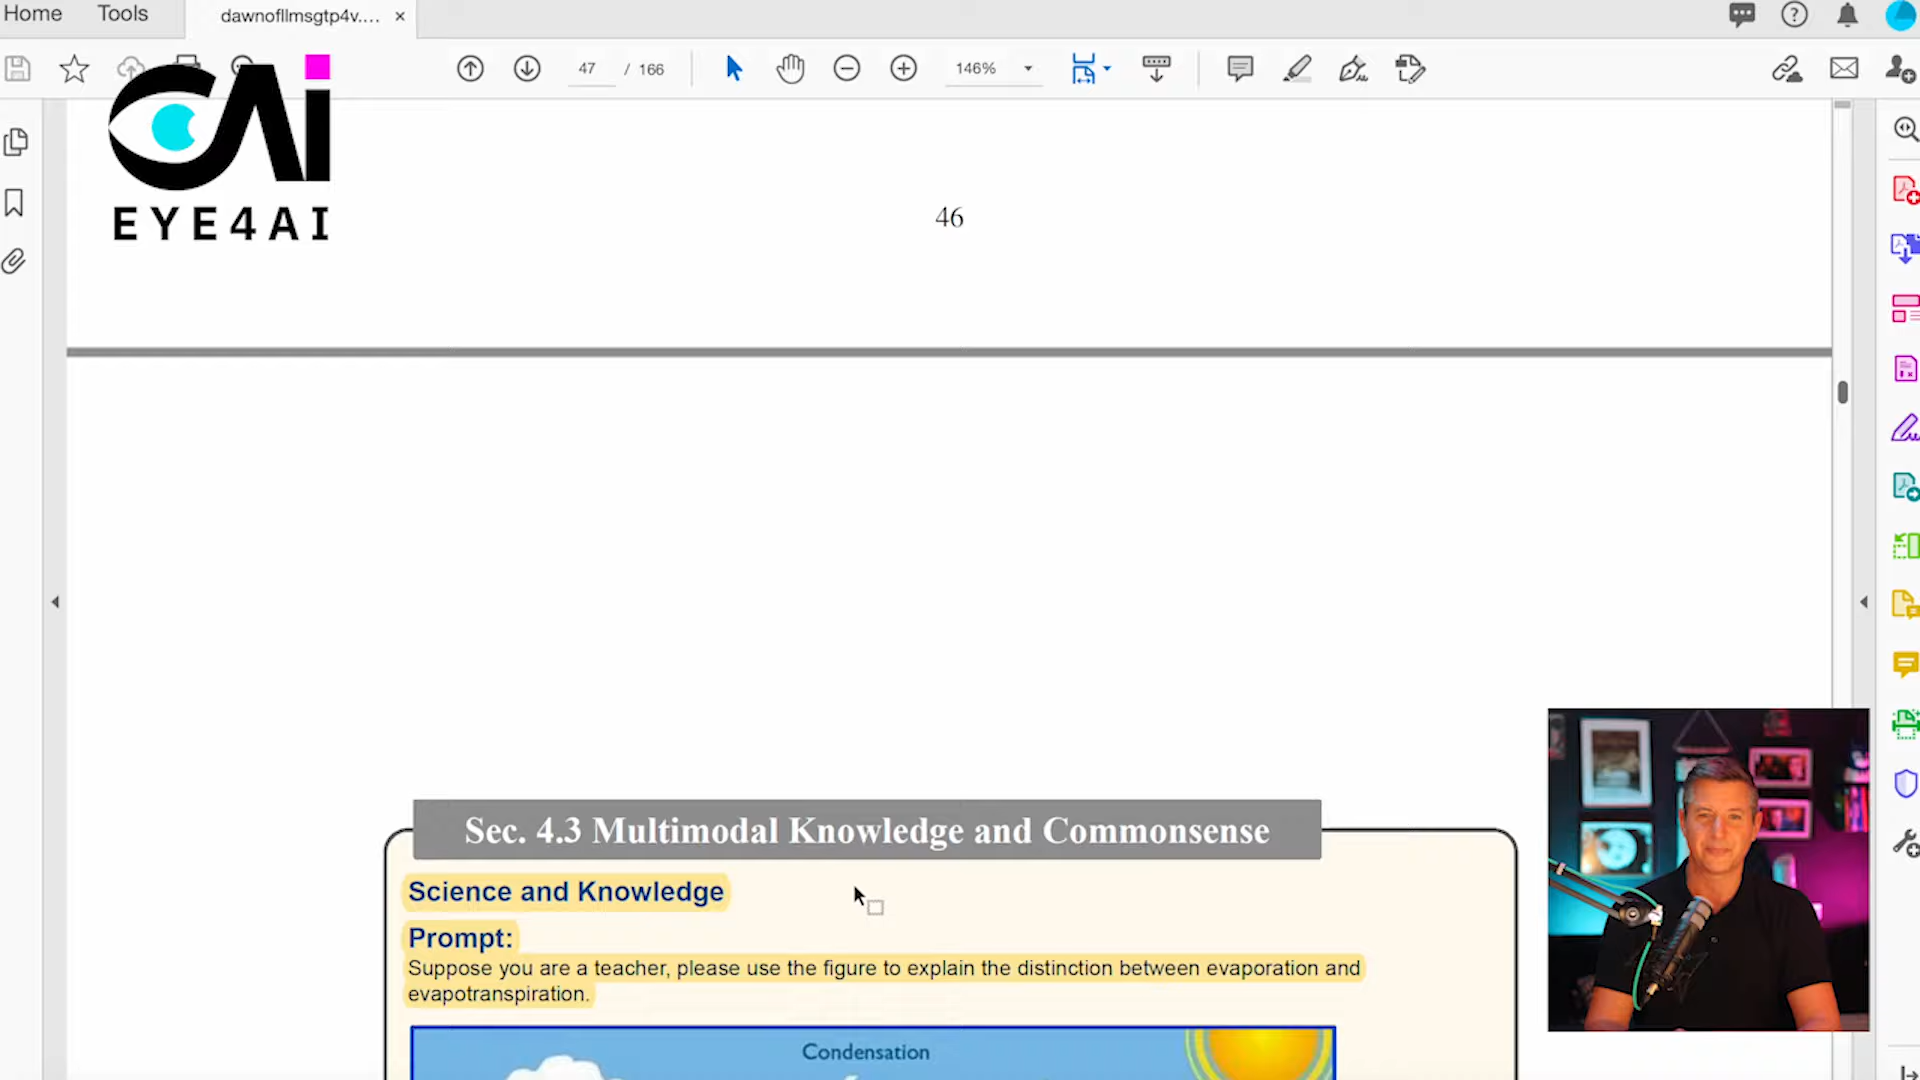 Home Tools dawnofllmsgtp4v....
47 / 166 146%
EYE4AI
46
Sec. 4.3 Multimodal Knowledge and Commonsense
Science and Knowledge
Prompt:
Suppose you are a teacher, please use the figure to explain the distinction between evaporation and
evapotranspiration.
Condensation